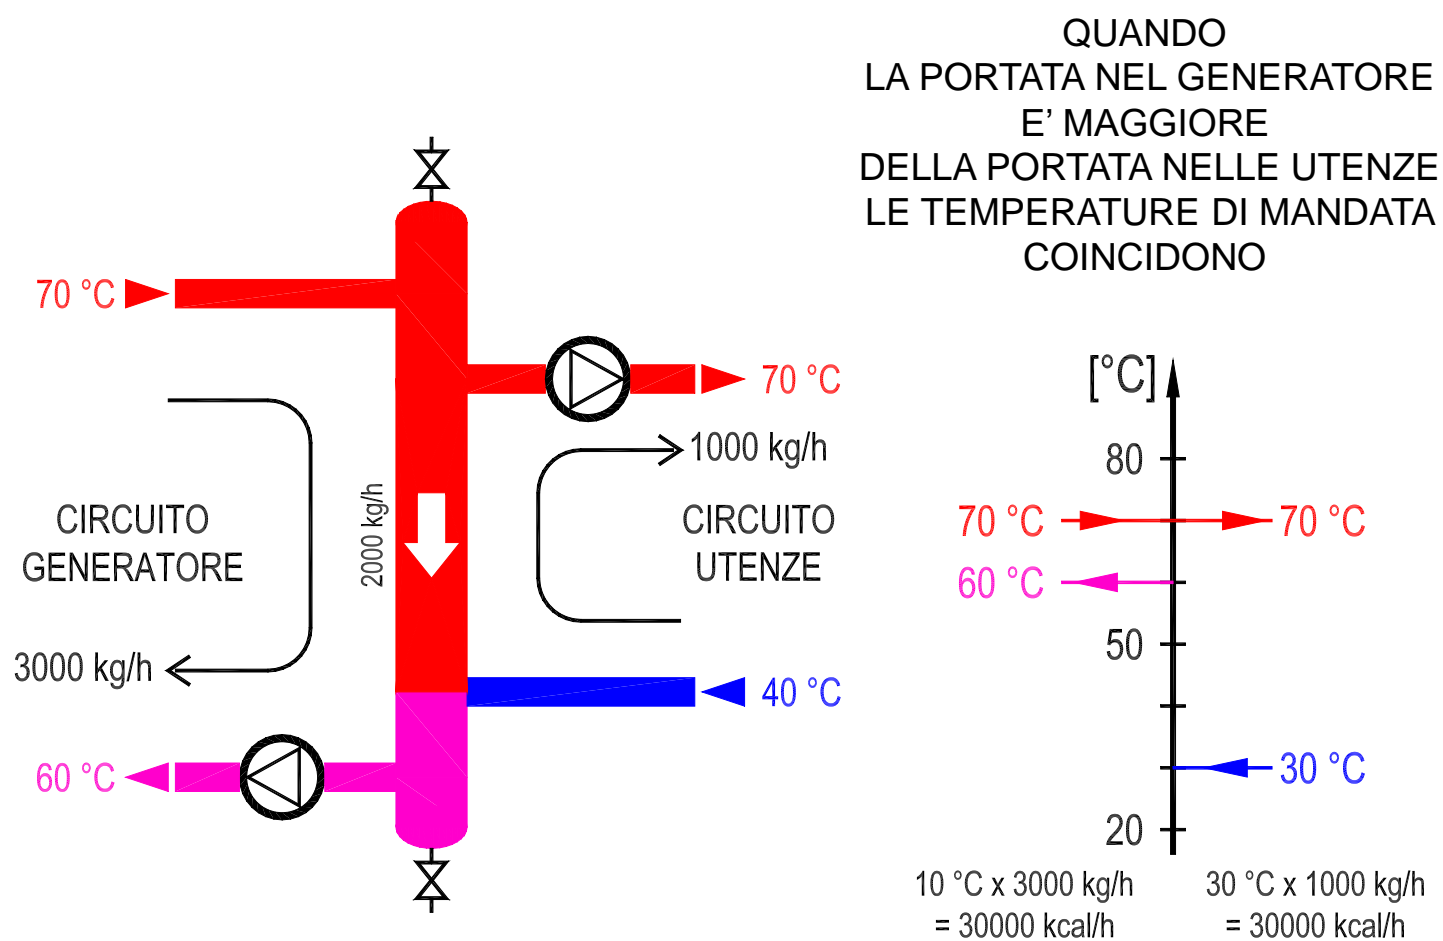 QUANDO
LA PORTATA NEL GENERATORE
E’ MAGGIORE
DELLA PORTATA NELLE UTENZE
LE TEMPERATURE DI MANDATA
COINCIDONO
70 °C
70 °C
1000 kg/h
2000 kg/h
CIRCUITO
GENERATORE
CIRCUITO
UTENZE
3000 kg/h
40 °C
60 °C
[°C]
80
70 °C
70 °C
60 °C
50
30 °C
20
10 °C x 3000 kg/h
= 30000 kcal/h
30 °C x 1000 kg/h
= 30000 kcal/h